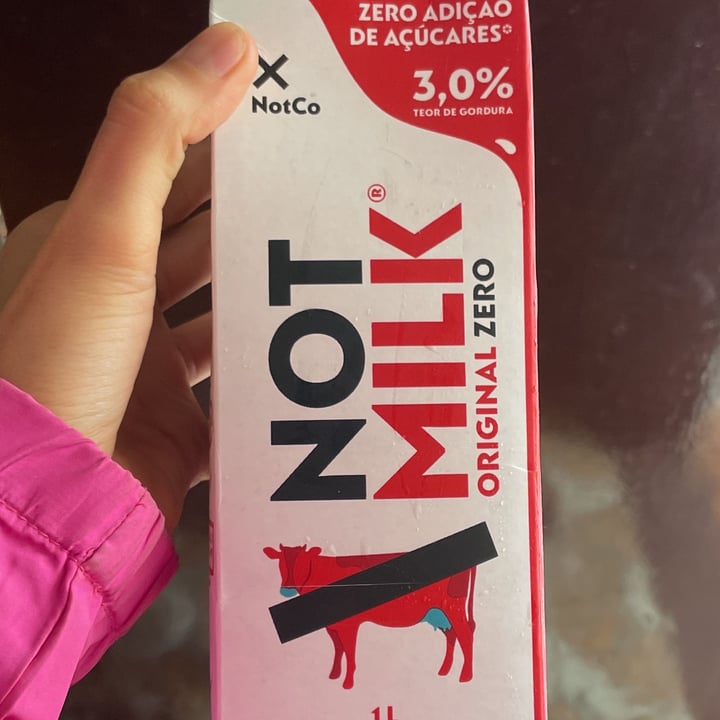 ZERO ADIÇÃO
DE AÇÚCARES*
3,0%
TEOR DE GORDURA
NotCo
NOT
MILK®
ORIGINAL ZERO
1L